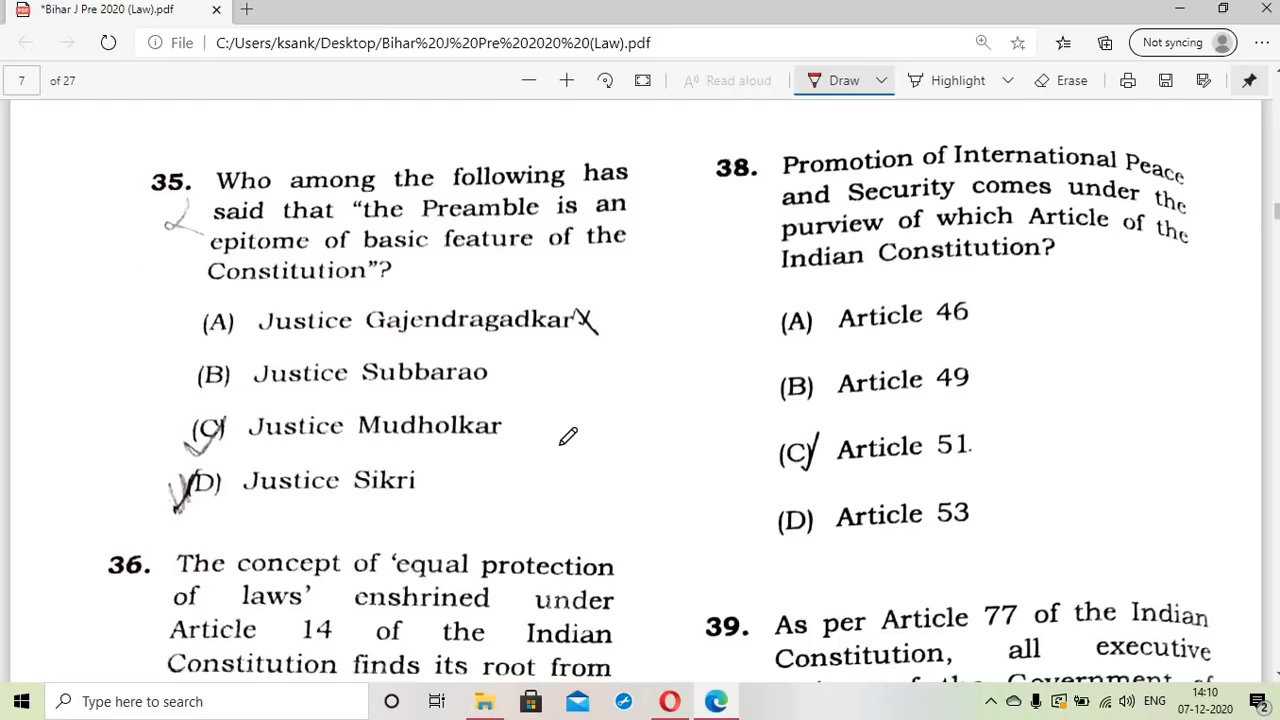 *Bihar J Pre 2020 (Law).pdf
File
C:/Users/ksank/Desktop/Bihar%20J%20Pre%202020%20(Law).pdf
Not syncing
7
of 27
Read aloud
Draw
Highlight
Erase
35. Who among the following has
said that “the Preamble is an
epitome of basic feature of the
Constitution”?
(A) Justice Gajendragadkar
(B) Justice Subbarao
(C) Justice Mudholkar
(D) Justice Sikri
36. The concept of ‘equal protection
of laws’ enshrined under
Article 14 of the Indian
Constitution finds its root from
38. Promotion of International Peace
and Security comes under the
purview of which Article of the
Indian Constitution?
(A) Article 46
(B) Article 49
(C) Article 51.
(D) Article 53
39. As per Article 77 of the Indian
Constitution, all executive
of the Government of
Type here to search
ENG
14:10
07-12-2020
2